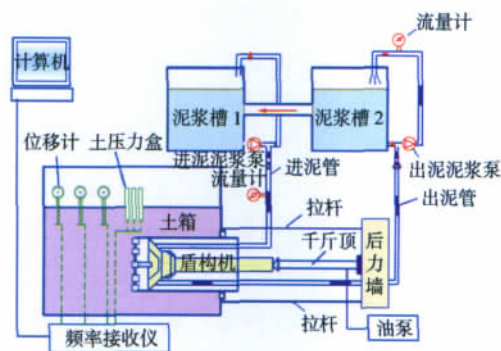 流量计
计算机
泥浆槽 1
泥浆槽 2
位移计
土压力盒
进泥泥浆泵
流量计
进泥管
出泥泥浆泵
出泥管
土箱
拉杆
盾构机
千斤顶
后力墙
拉杆
频率接收仪
油泵